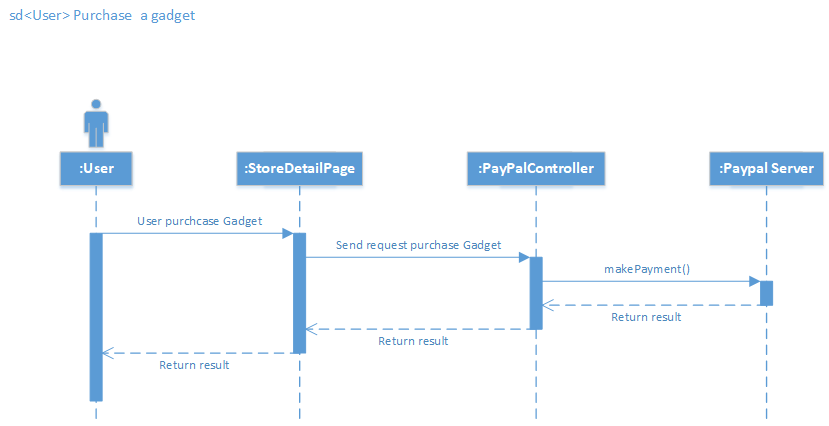 sd<User> Purchase  a gadget
:User
:StoreDetailPage
:PayPalController
:Paypal Server
User purchcase Gadget
Send request purchase Gadget
makePayment()
Return result
Return result
Return result